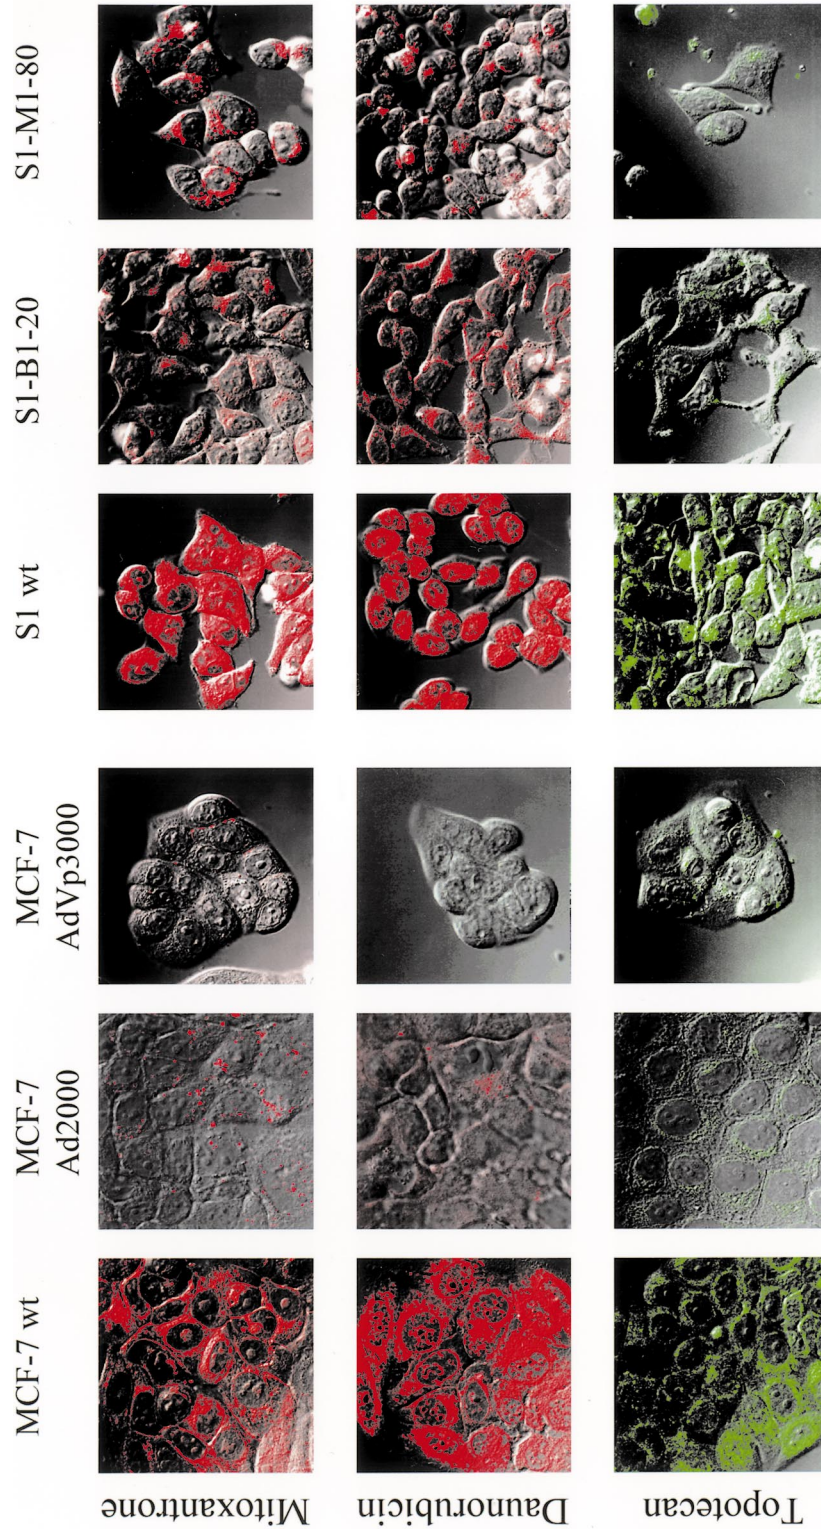 MCF-7 wt
MCF-7
Ad2000
MCF-7
AdVp3000
S1 wt
S1-B1-20
S1-M1-80
Mitoxantrone
Daunorubicin
Topotecan